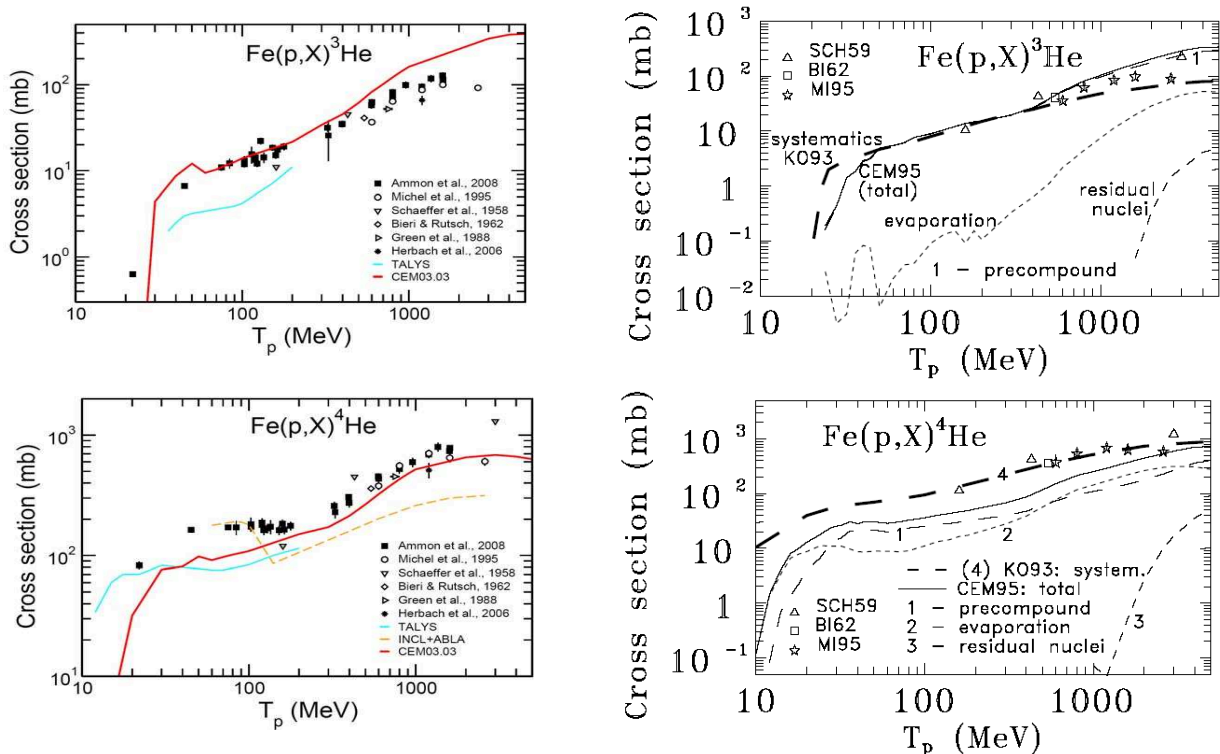 Fe(p,X)³He
Cross section (mb)
10²
10¹
10⁰
100
1000
Tₚ (MeV)
Ammon et al., 2008
Michel et al., 1995
Schaeffer et al., 1958
Bieri & Rutsch, 1962
Green et al., 1988
Herbach et al., 2006
TALYS
CEM03.03
Fe(p,X)³He
Cross section (mb)
10³
10²
10
1
10⁻¹
10⁻²
SCH59
BI62
MI95
1
systematics
KO93
CEM95
(total)
evaporation
residual
nuclei
1 – precompound
10
100
1000
Tₚ (MeV)
Fe(p,X)⁴He
Cross section (mb)
10³
10²
10¹
Ammon et al., 2008
Michel et al., 1995
Schaeffer et al., 1958
Bieri & Rutsch, 1962
Green et al., 1988
Herbach et al., 2006
TALYS
INCL+ABLA
CEM03.03
10
100
1000
Tₚ (MeV)
Fe(p,X)⁴He
Cross section (mb)
10³
10²
10
1
10⁻¹
4
1
2
3
(4) KO93: system.
CEM95: total
1 – precompound
2 – evaporation
3 – residual nuclei
SCH59
BI62
MI95
10
100
1000
Tₚ (MeV)